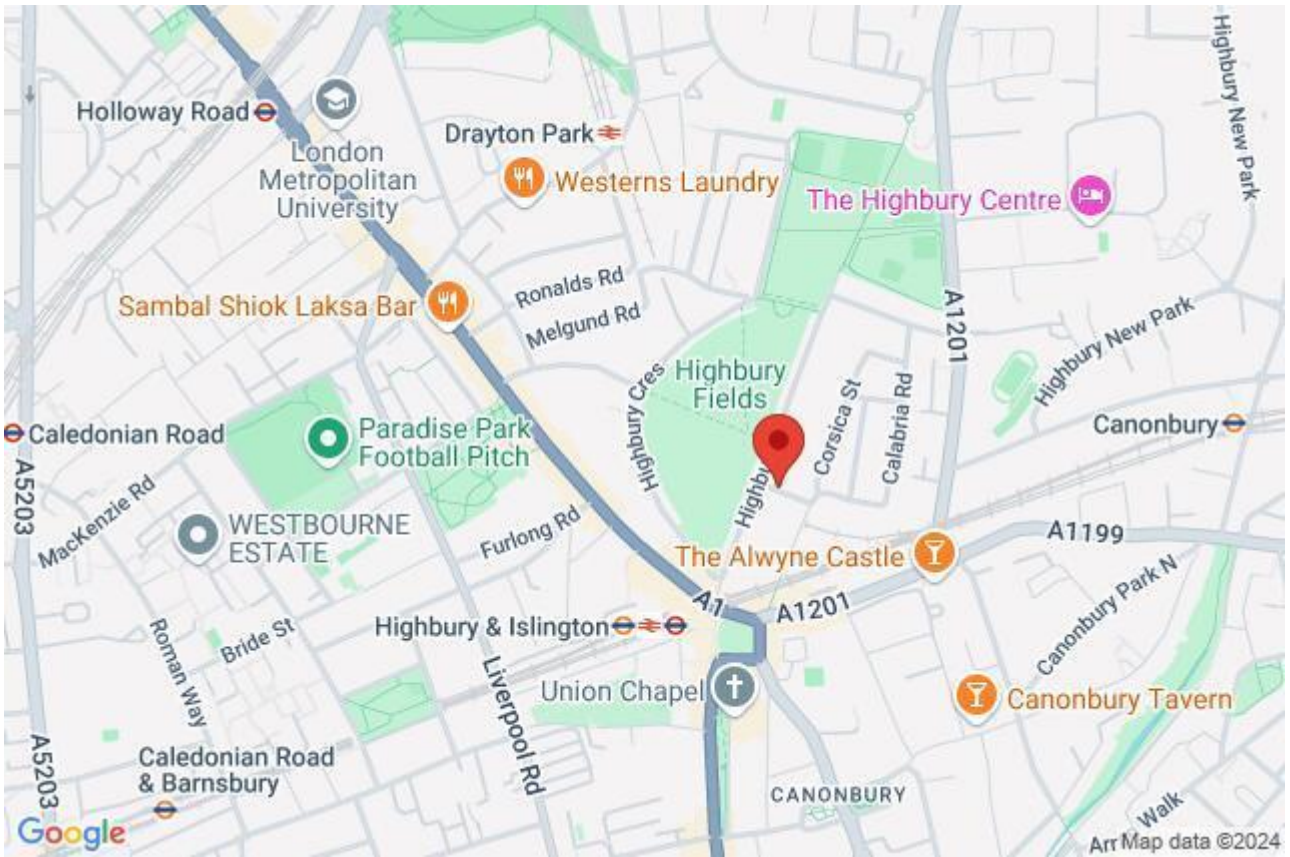 Highbury New Park
Holloway Road
London
Metropolitan
University
Drayton Park
Westerns Laundry
The Highbury Centre
Sambal Shiok Laksa Bar
Ronalds Rd
Melgund Rd
A1201
Highbury New Park
Highbury Cres
Highbury
Fields
Corsica St
Calabria Rd
Canonbury
Caledonian Road
Paradise Park
Football Pitch
A5203
MacKenzie Rd
WESTBOURNE
ESTATE
Furlong Rd
The Alwyne Castle
A1199
A1
A1201
Canonbury Park N
Highbury & Islington
Bride St
Roman Way
Liverpool Rd
Union Chapel
Canonbury Tavern
A5203
Caledonian Road
& Barnsbury
CANONBURY
Walk
Google
Map data ©2024